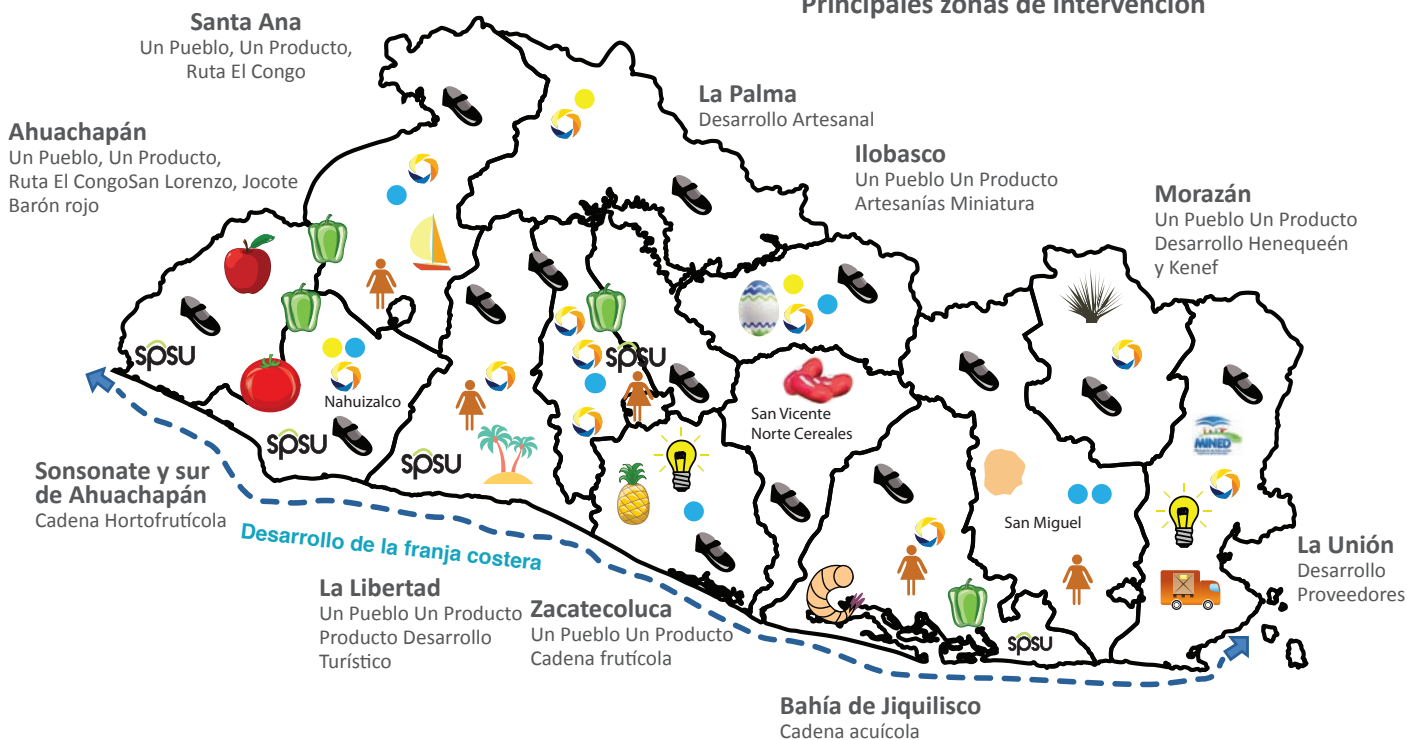 Principales zonas de intervención
Santa Ana
Un Pueblo, Un Producto,
Ruta El Congo
La Palma
Desarrollo Artesanal
Ahuachapán
Un Pueblo, Un Producto,
Ruta El CongoSan Lorenzo, Jocote
Barón rojo
Ilobasco
Un Pueblo Un Producto
Artesanías Miniatura
Morazán
Un Pueblo Un Producto
Desarrollo Henequeén
y Kenef
spsu
spsu
Nahuizalco
San Vicente
Norte Cereales
MINED
spsu
spsu
San Miguel
spsu
Sonsonate y sur
de Ahuachapán
Cadena Hortofrutícola
Desarrollo de la franja costera
La Unión
Desarrollo
Proveedores
La Libertad
Un Pueblo Un Producto
Producto Desarrollo
Turístico
Zacatecoluca
Un Pueblo Un Producto
Cadena frutícola
Bahía de Jiquilisco
Cadena acuícola